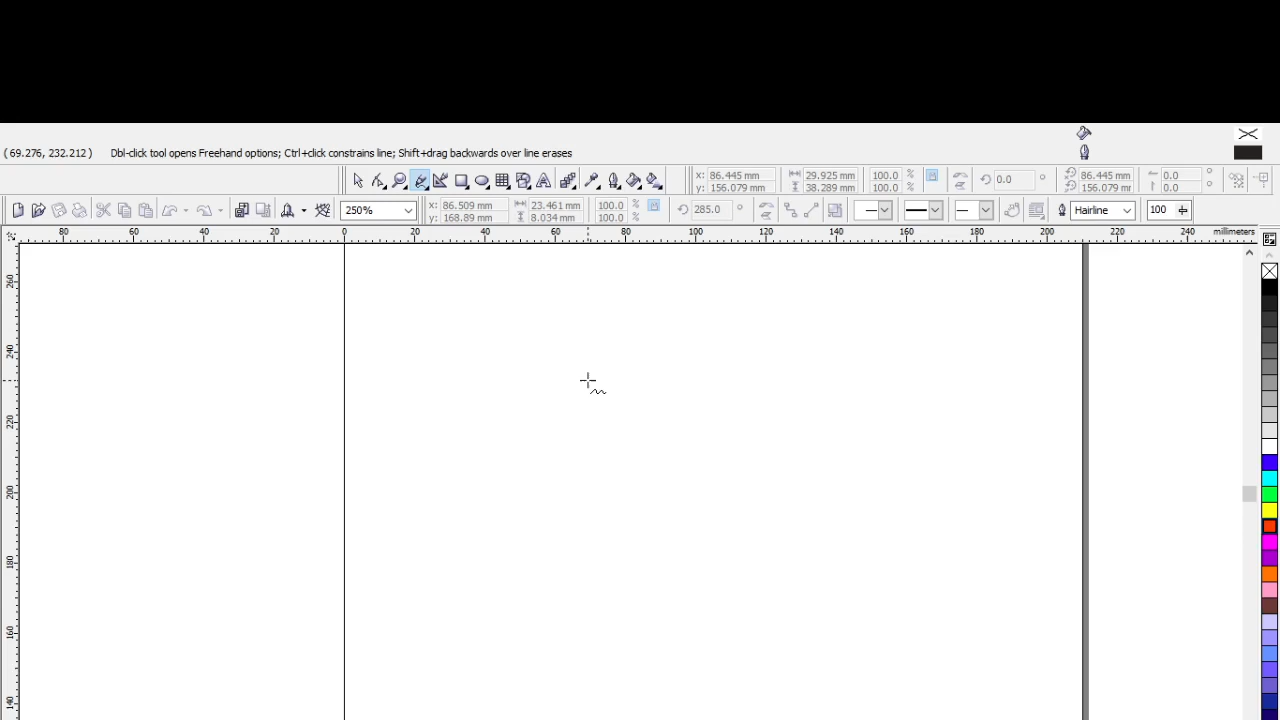 (69.276, 232.212 ) Dbl-click tool opens Freehand options; Ctrl+click constrains line; Shift+drag backwards over line erases
x: 86.445 mm 29.925 mm 100.0 % 0.0 ° 86.445 mm 0.0 °
y: 156.079 mm 38.289 mm 100.0 % 156.079 mm 0.0 °
250% x: 86.509 mm 23.461 mm 100.0 % 285.0 ° Hairline 100
y: 168.89 mm 8.034 mm 100.0 %
80 60 40 20 0 20 40 60 80 100 120 140 160 180 200 220 240 millimeters
260
240
220
200
180
160
140